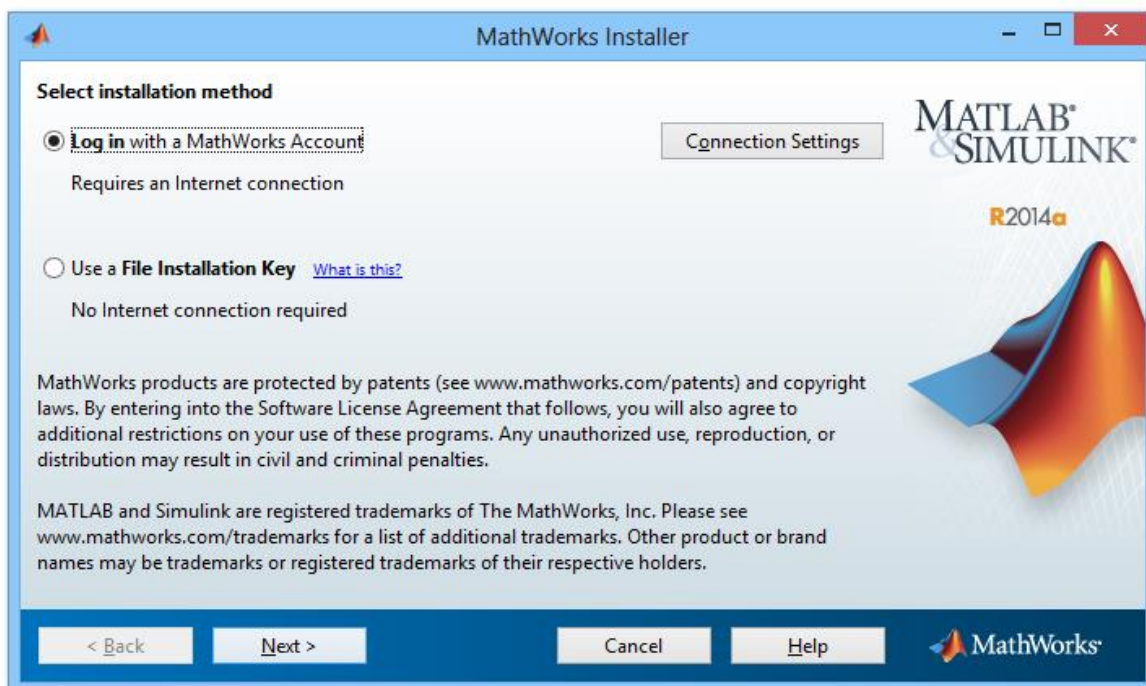 MathWorks Installer
Select installation method
Log in with a MathWorks Account
Connection Settings
Requires an Internet connection
Use a File Installation Key What is this?
No Internet connection required
MathWorks products are protected by patents (see www.mathworks.com/patents) and copyright
laws. By entering into the Software License Agreement that follows, you will also agree to
additional restrictions on your use of these programs. Any unauthorized use, reproduction, or
distribution may result in civil and criminal penalties.
MATLAB and Simulink are registered trademarks of The MathWorks, Inc. Please see
www.mathworks.com/trademarks for a list of additional trademarks. Other product or brand
names may be trademarks or registered trademarks of their respective holders.
MATLAB®
&SIMULINK®
R2014a
< Back
Next >
Cancel
Help
MathWorks®